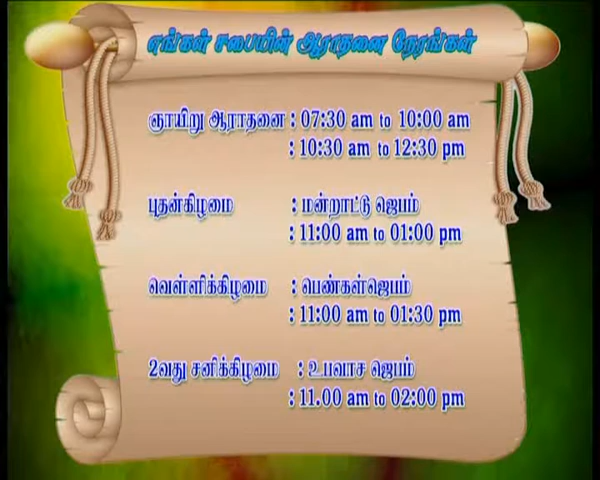 எங்கள் சபையின் ஆராதனை நேரங்கள்
ஞாயிறு ஆராதனை : 07:30 am to 10:00 am
: 10:30 am to 12:30 pm
புதன்கிழமை : மன்றாட்டு ஜெபம்
: 11:00 am to 01:00 pm
வெள்ளிக்கிழமை : பெண்கள்ஜெபம்
: 11:00 am to 01:30 pm
2வது சனிக்கிழமை : உபவாச ஜெபம்
: 11.00 am to 02:00 pm